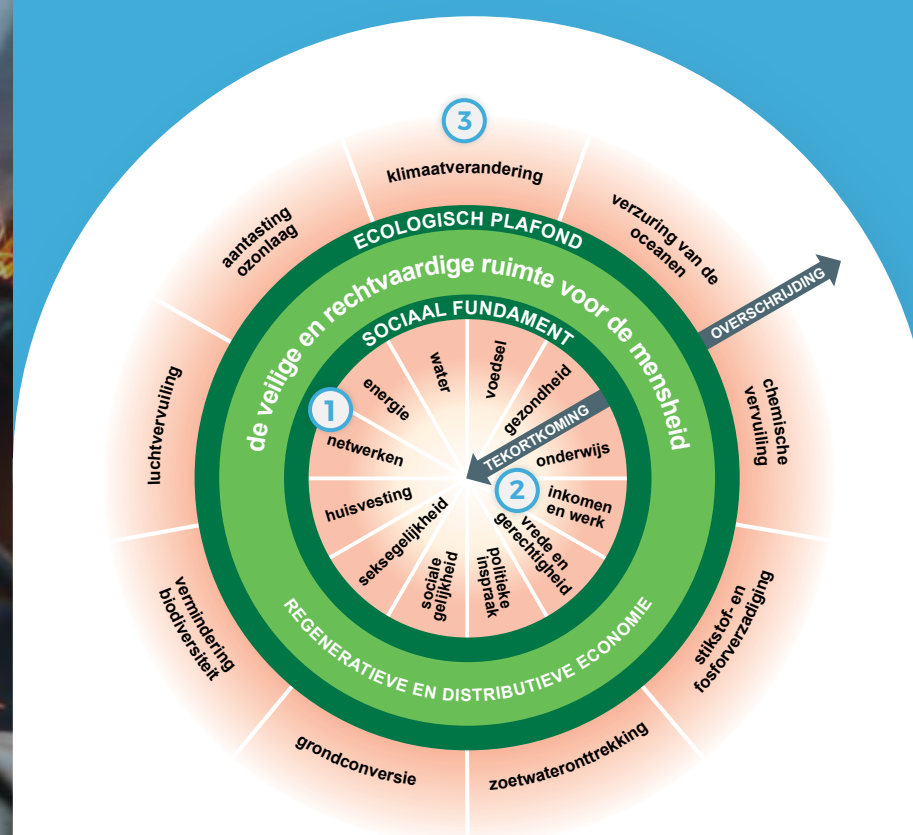 3
klimaatverandering
verzuring van de
oceanen
OVERSCHRIJDING
chemische
vervuiling
stikstof- en
fosforverzadiging
zoetwateronttrekking
grondconversie
vermindering
biodiversiteit
luchtvervuiling
aantasting
ozonlaag
ECOLOGISCH PLAFOND
de veilige en rechtvaardige ruimte voor de mensheid
SOCIAAL FUNDAMENT
water
voedsel
gezondheid
TEKORTKOMING
onderwijs
2
inkomen
en werk
vrede en
gerechtigheid
politieke
inspraak
sociale
gelijkheid
seksegelijkheid
huisvesting
netwerken
1
energie
REGENERATIEVE EN DISTRIBUTIEVE ECONOMIE